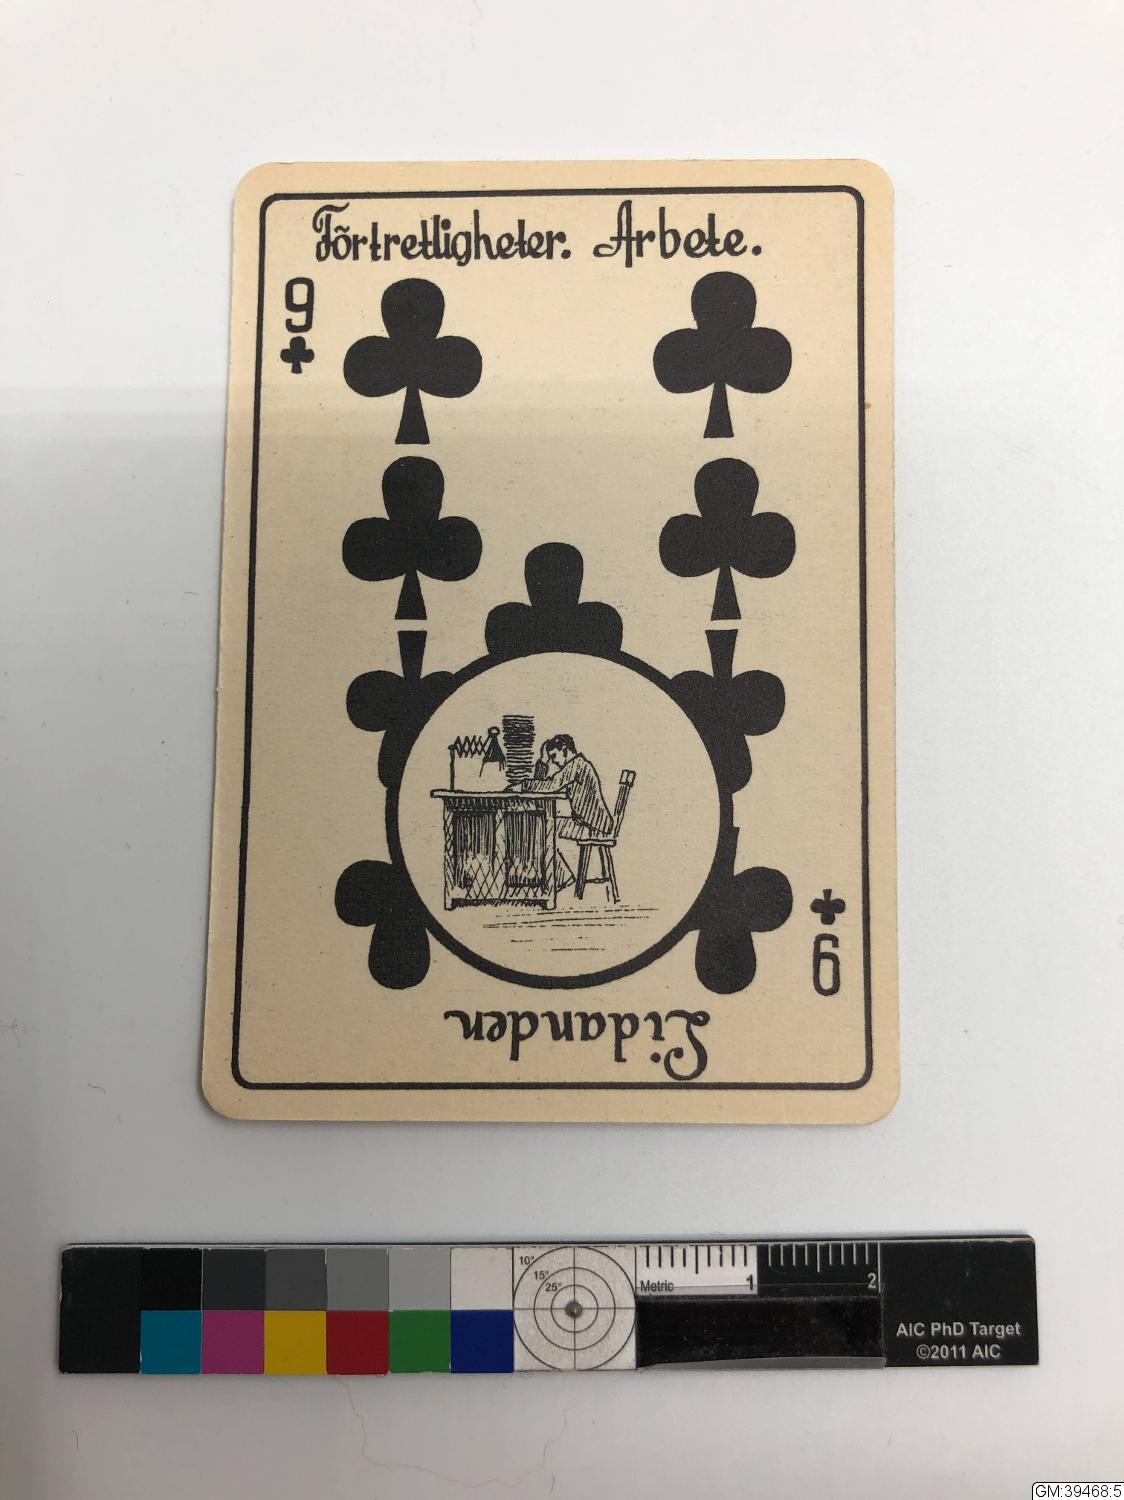 Förtretligheter. Arbete.
9
9
Lidanden
10°
15°
25°
Metric
1
2
AIC PhD Target
©2011 AIC
GM:39468:5